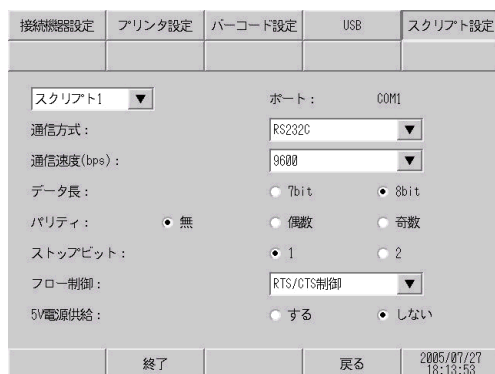 接続機器設定 プリンタ設定 バーコード設定 USB スクリプト設定
スクリプト1 ▼ ポート: COM1
通信方式: RS232C ▼
通信速度(bps): 9600 ▼
データ長: 7bit 8bit
パリティ: 無 偶数 奇数
ストップビット: 1 2
フロー制御: RTS/CTS制御 ▼
5V電源供給: する しない
終了 戻る 2005/07/27
18:13:53